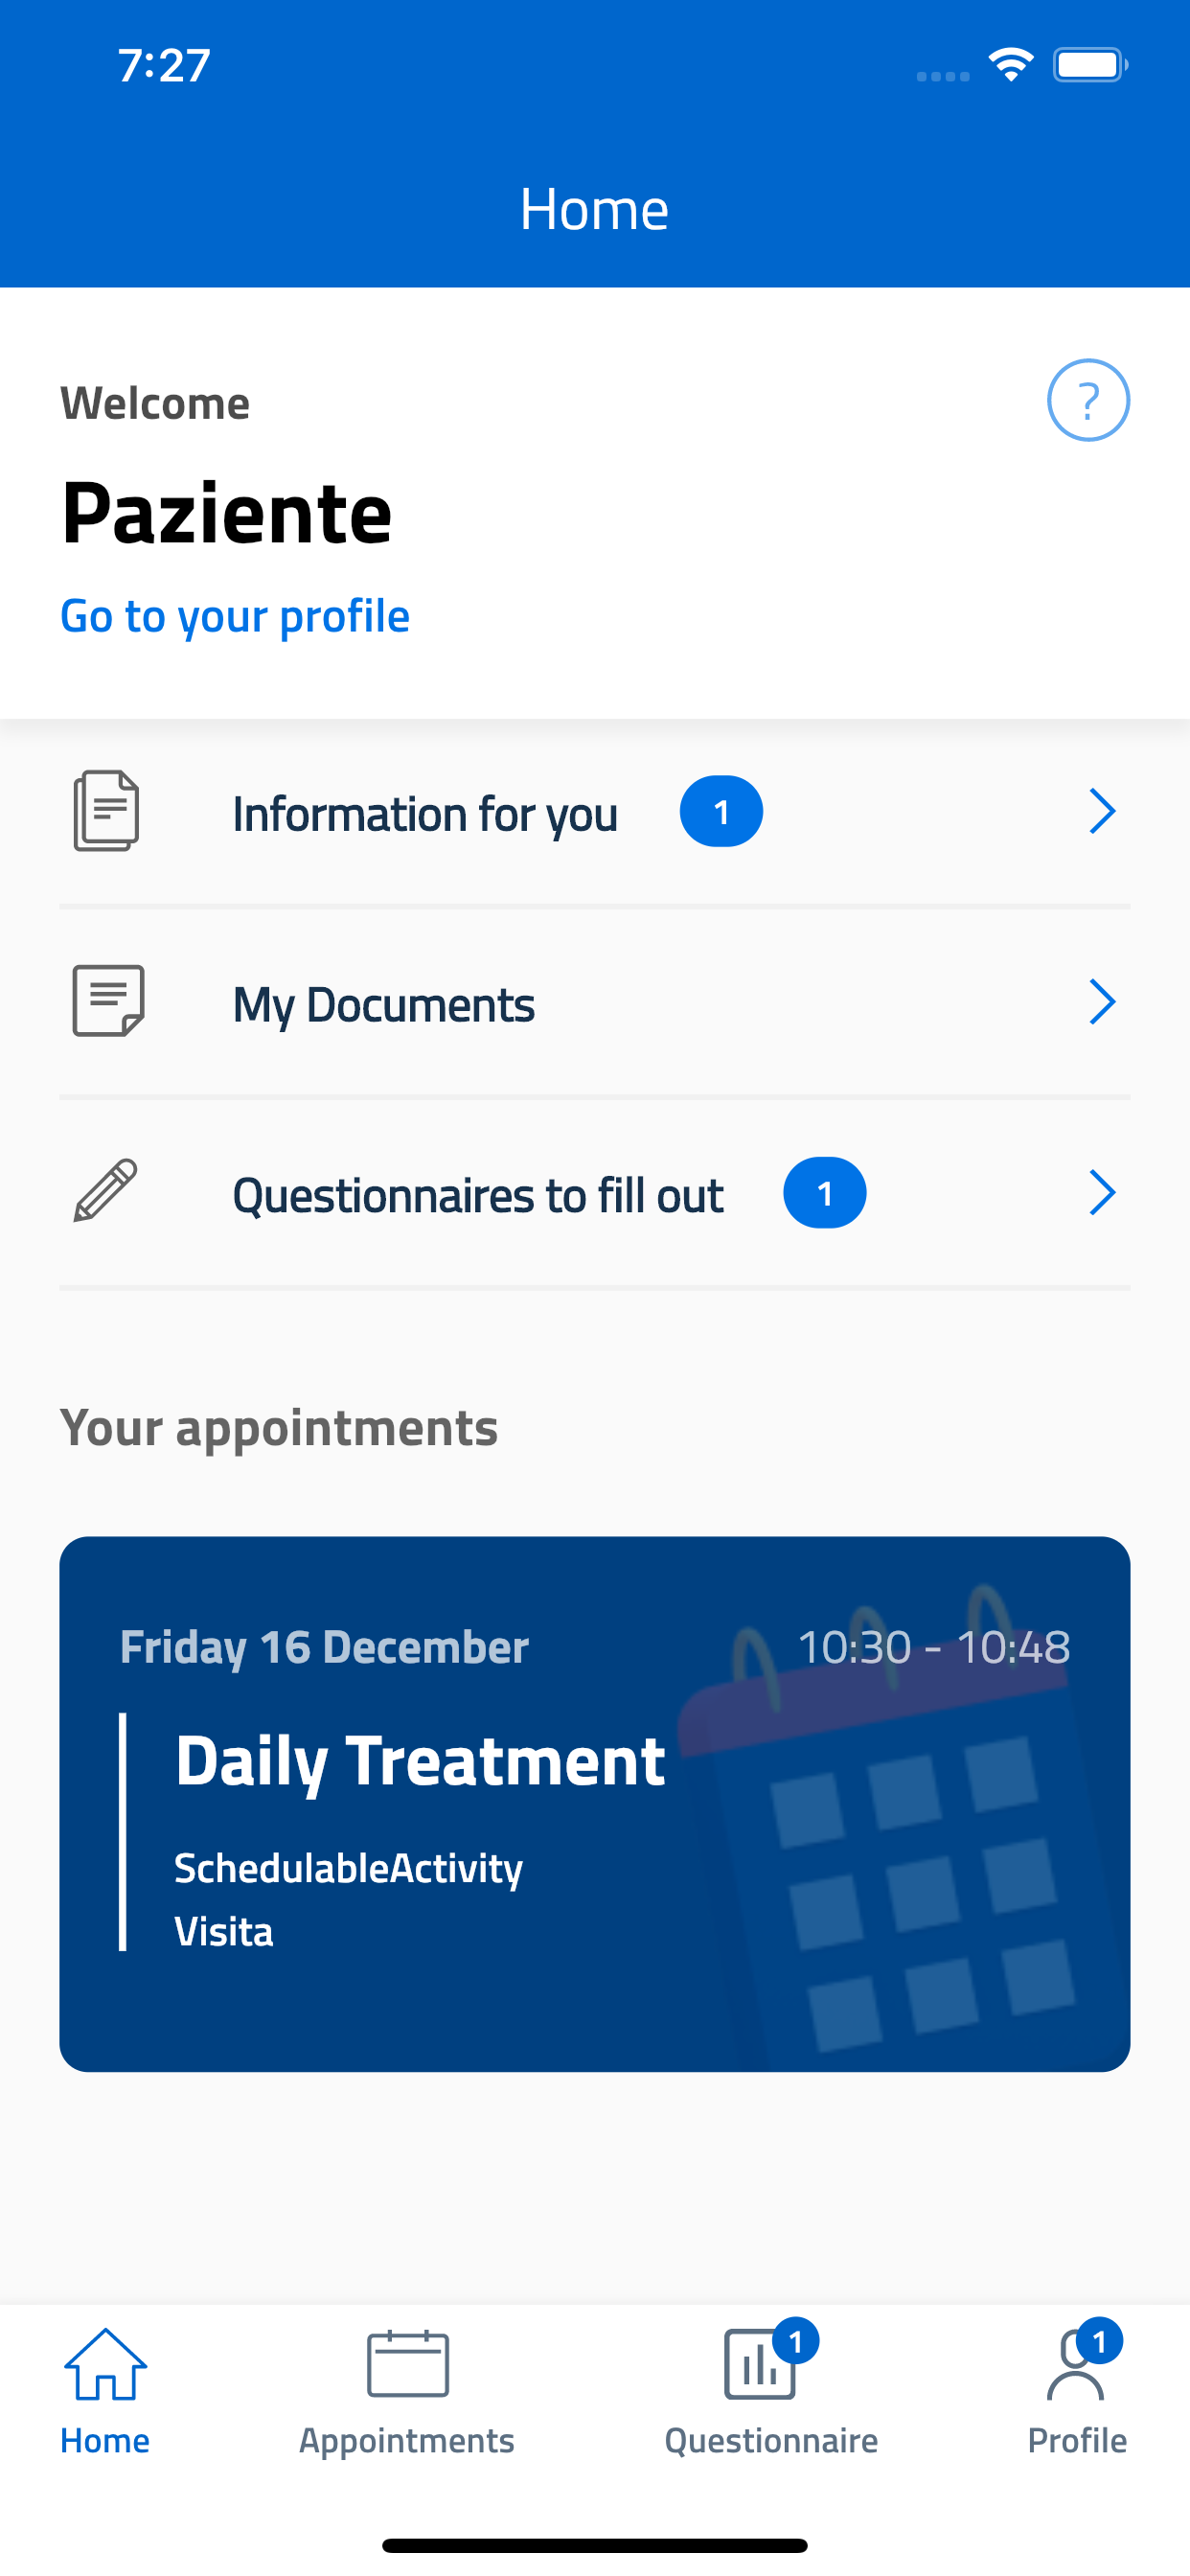 7:27
Home
Welcome
?
Paziente
Go to your profile
Information for you 1
My Documents
Questionnaires to fill out 1
Your appointments
Friday 16 December 10:30 - 10:48
Daily Treatment
SchedulableActivity
Visita
1 1
Home Appointments Questionnaire Profile